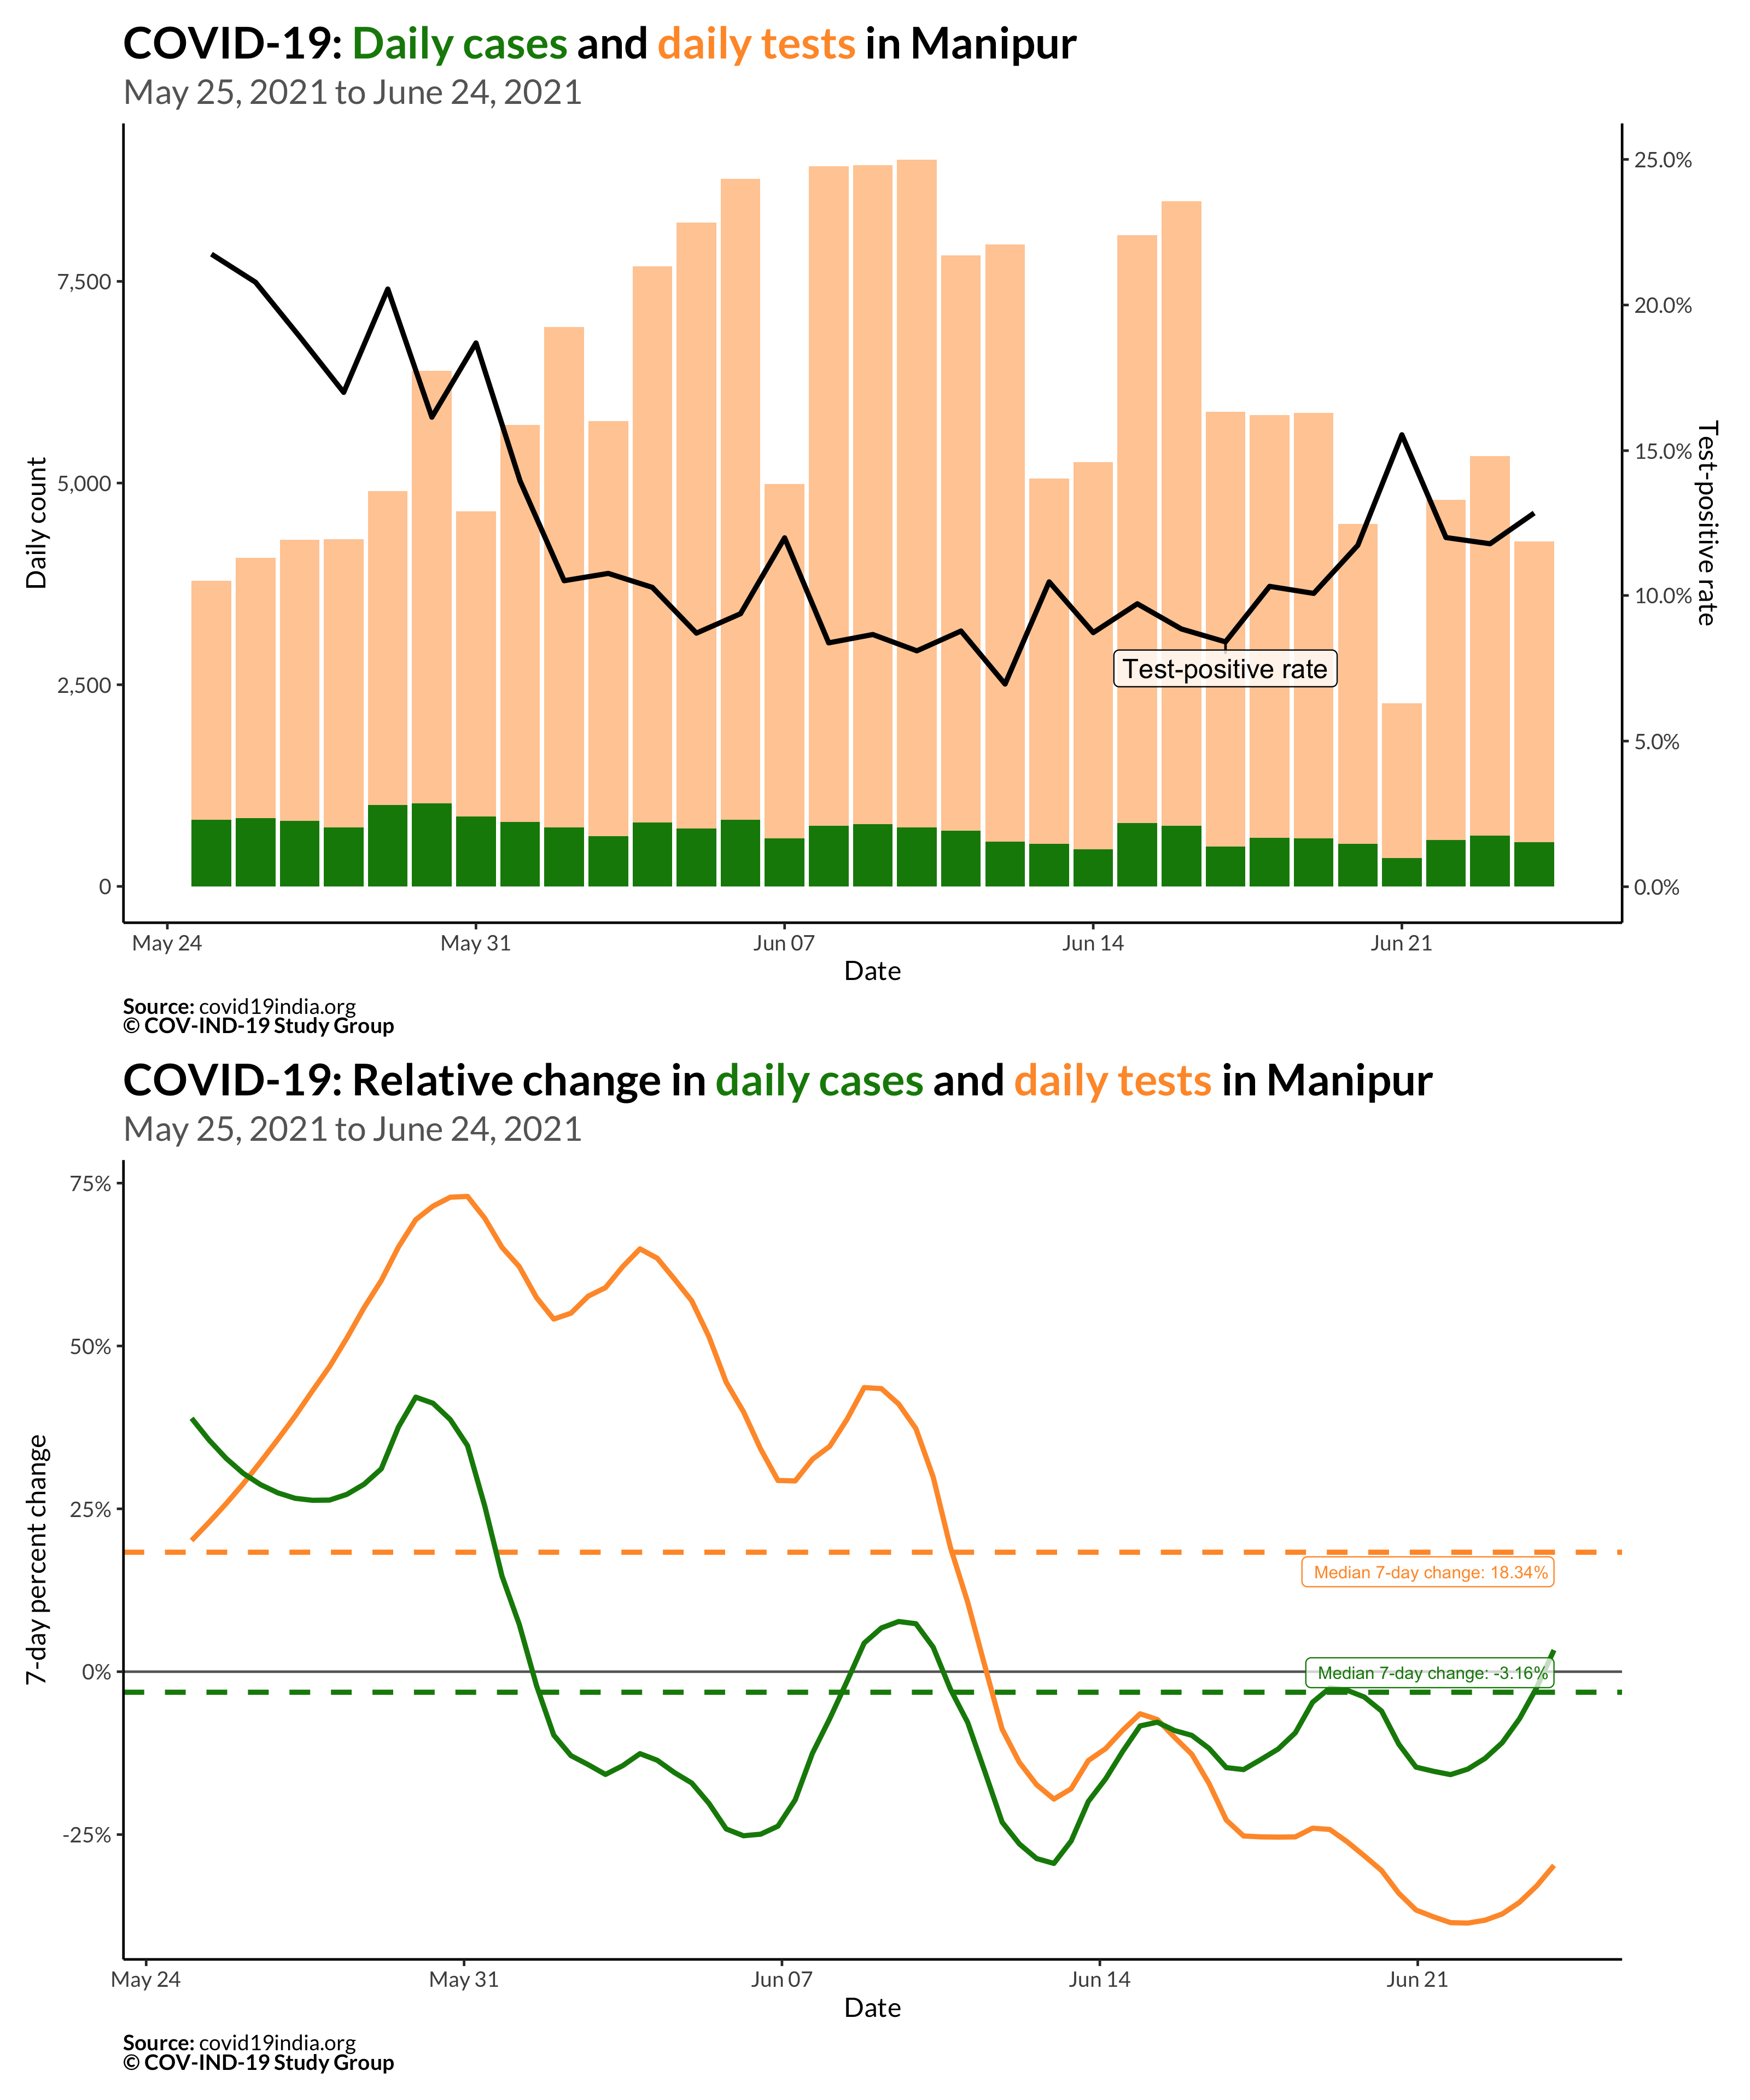 COVID-19: Daily cases and daily tests in Manipur
May 25, 2021 to June 24, 2021
Daily count
7,500
5,000
2,500
0
25.0%
20.0%
15.0%
10.0%
5.0%
0.0%
Test-positive rate
Test-positive rate
May 24
May 31
Jun 07
Jun 14
Jun 21
Date
Source: covid19india.org
© COV-IND-19 Study Group
COVID-19: Relative change in daily cases and daily tests in Manipur
May 25, 2021 to June 24, 2021
7-day percent change
75%
50%
25%
0%
-25%
Median 7-day change: 18.34%
Median 7-day change: -3.16%
May 24
May 31
Jun 07
Jun 14
Jun 21
Date
Source: covid19india.org
© COV-IND-19 Study Group